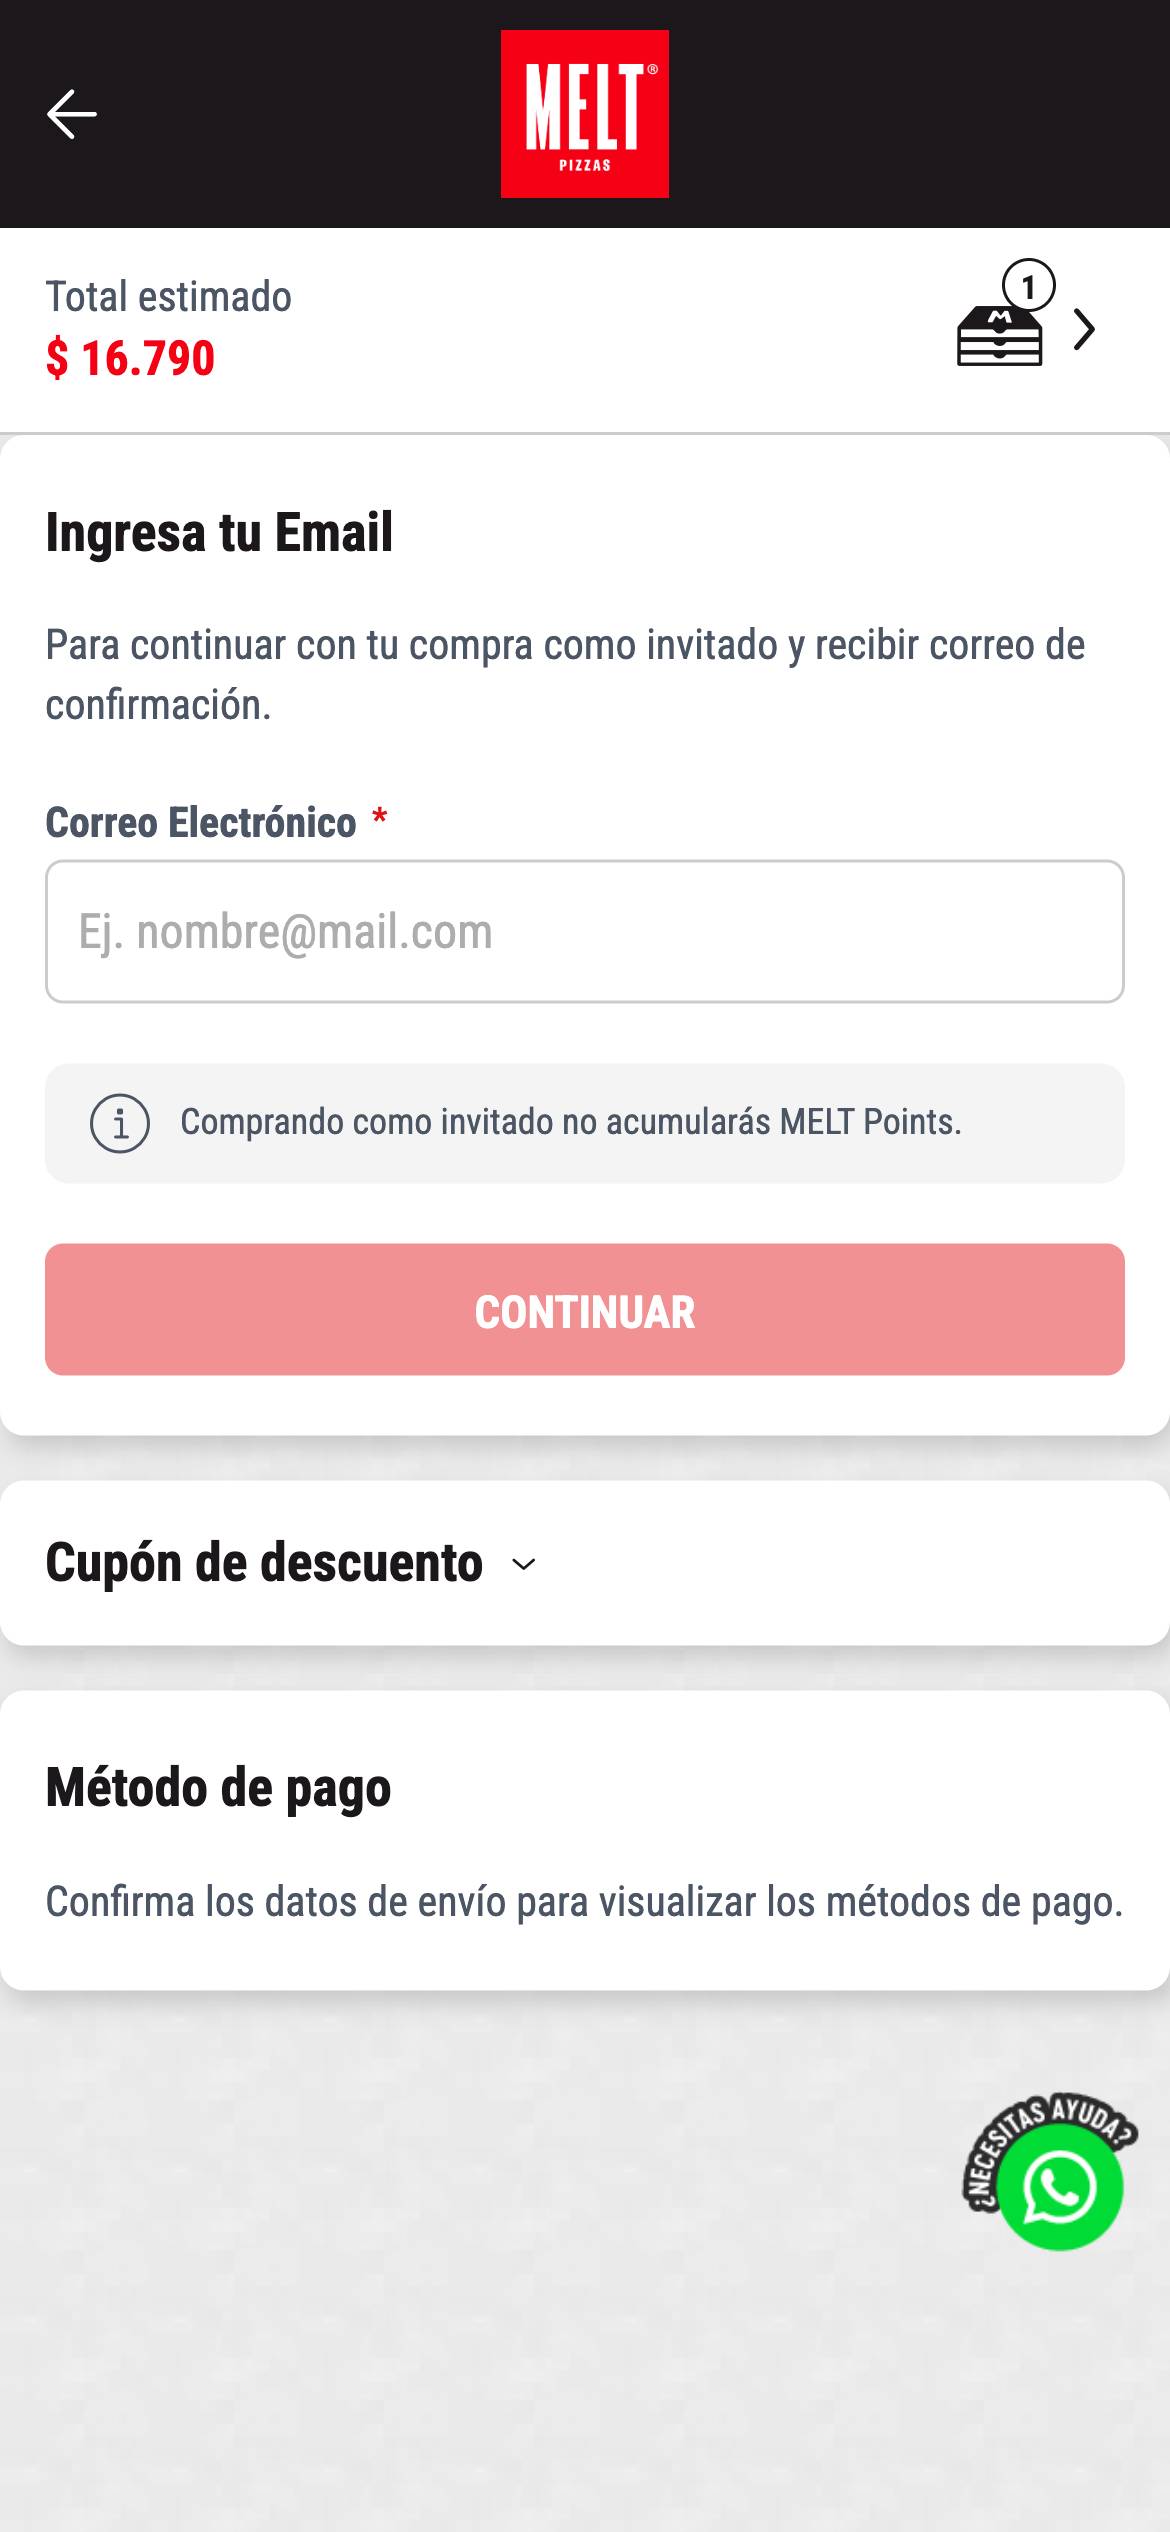 MELT®
PIZZAS
Total estimado
$ 16.790
1
Ingresa tu Email
Para continuar con tu compra como invitado y recibir correo de
confirmación.
Correo Electrónico *
Ej. nombre@mail.com
Comprando como invitado no acumularás MELT Points.
CONTINUAR
Cupón de descuento
Método de pago
Confirma los datos de envío para visualizar los métodos de pago.
¿NECESITAS AYUDA?